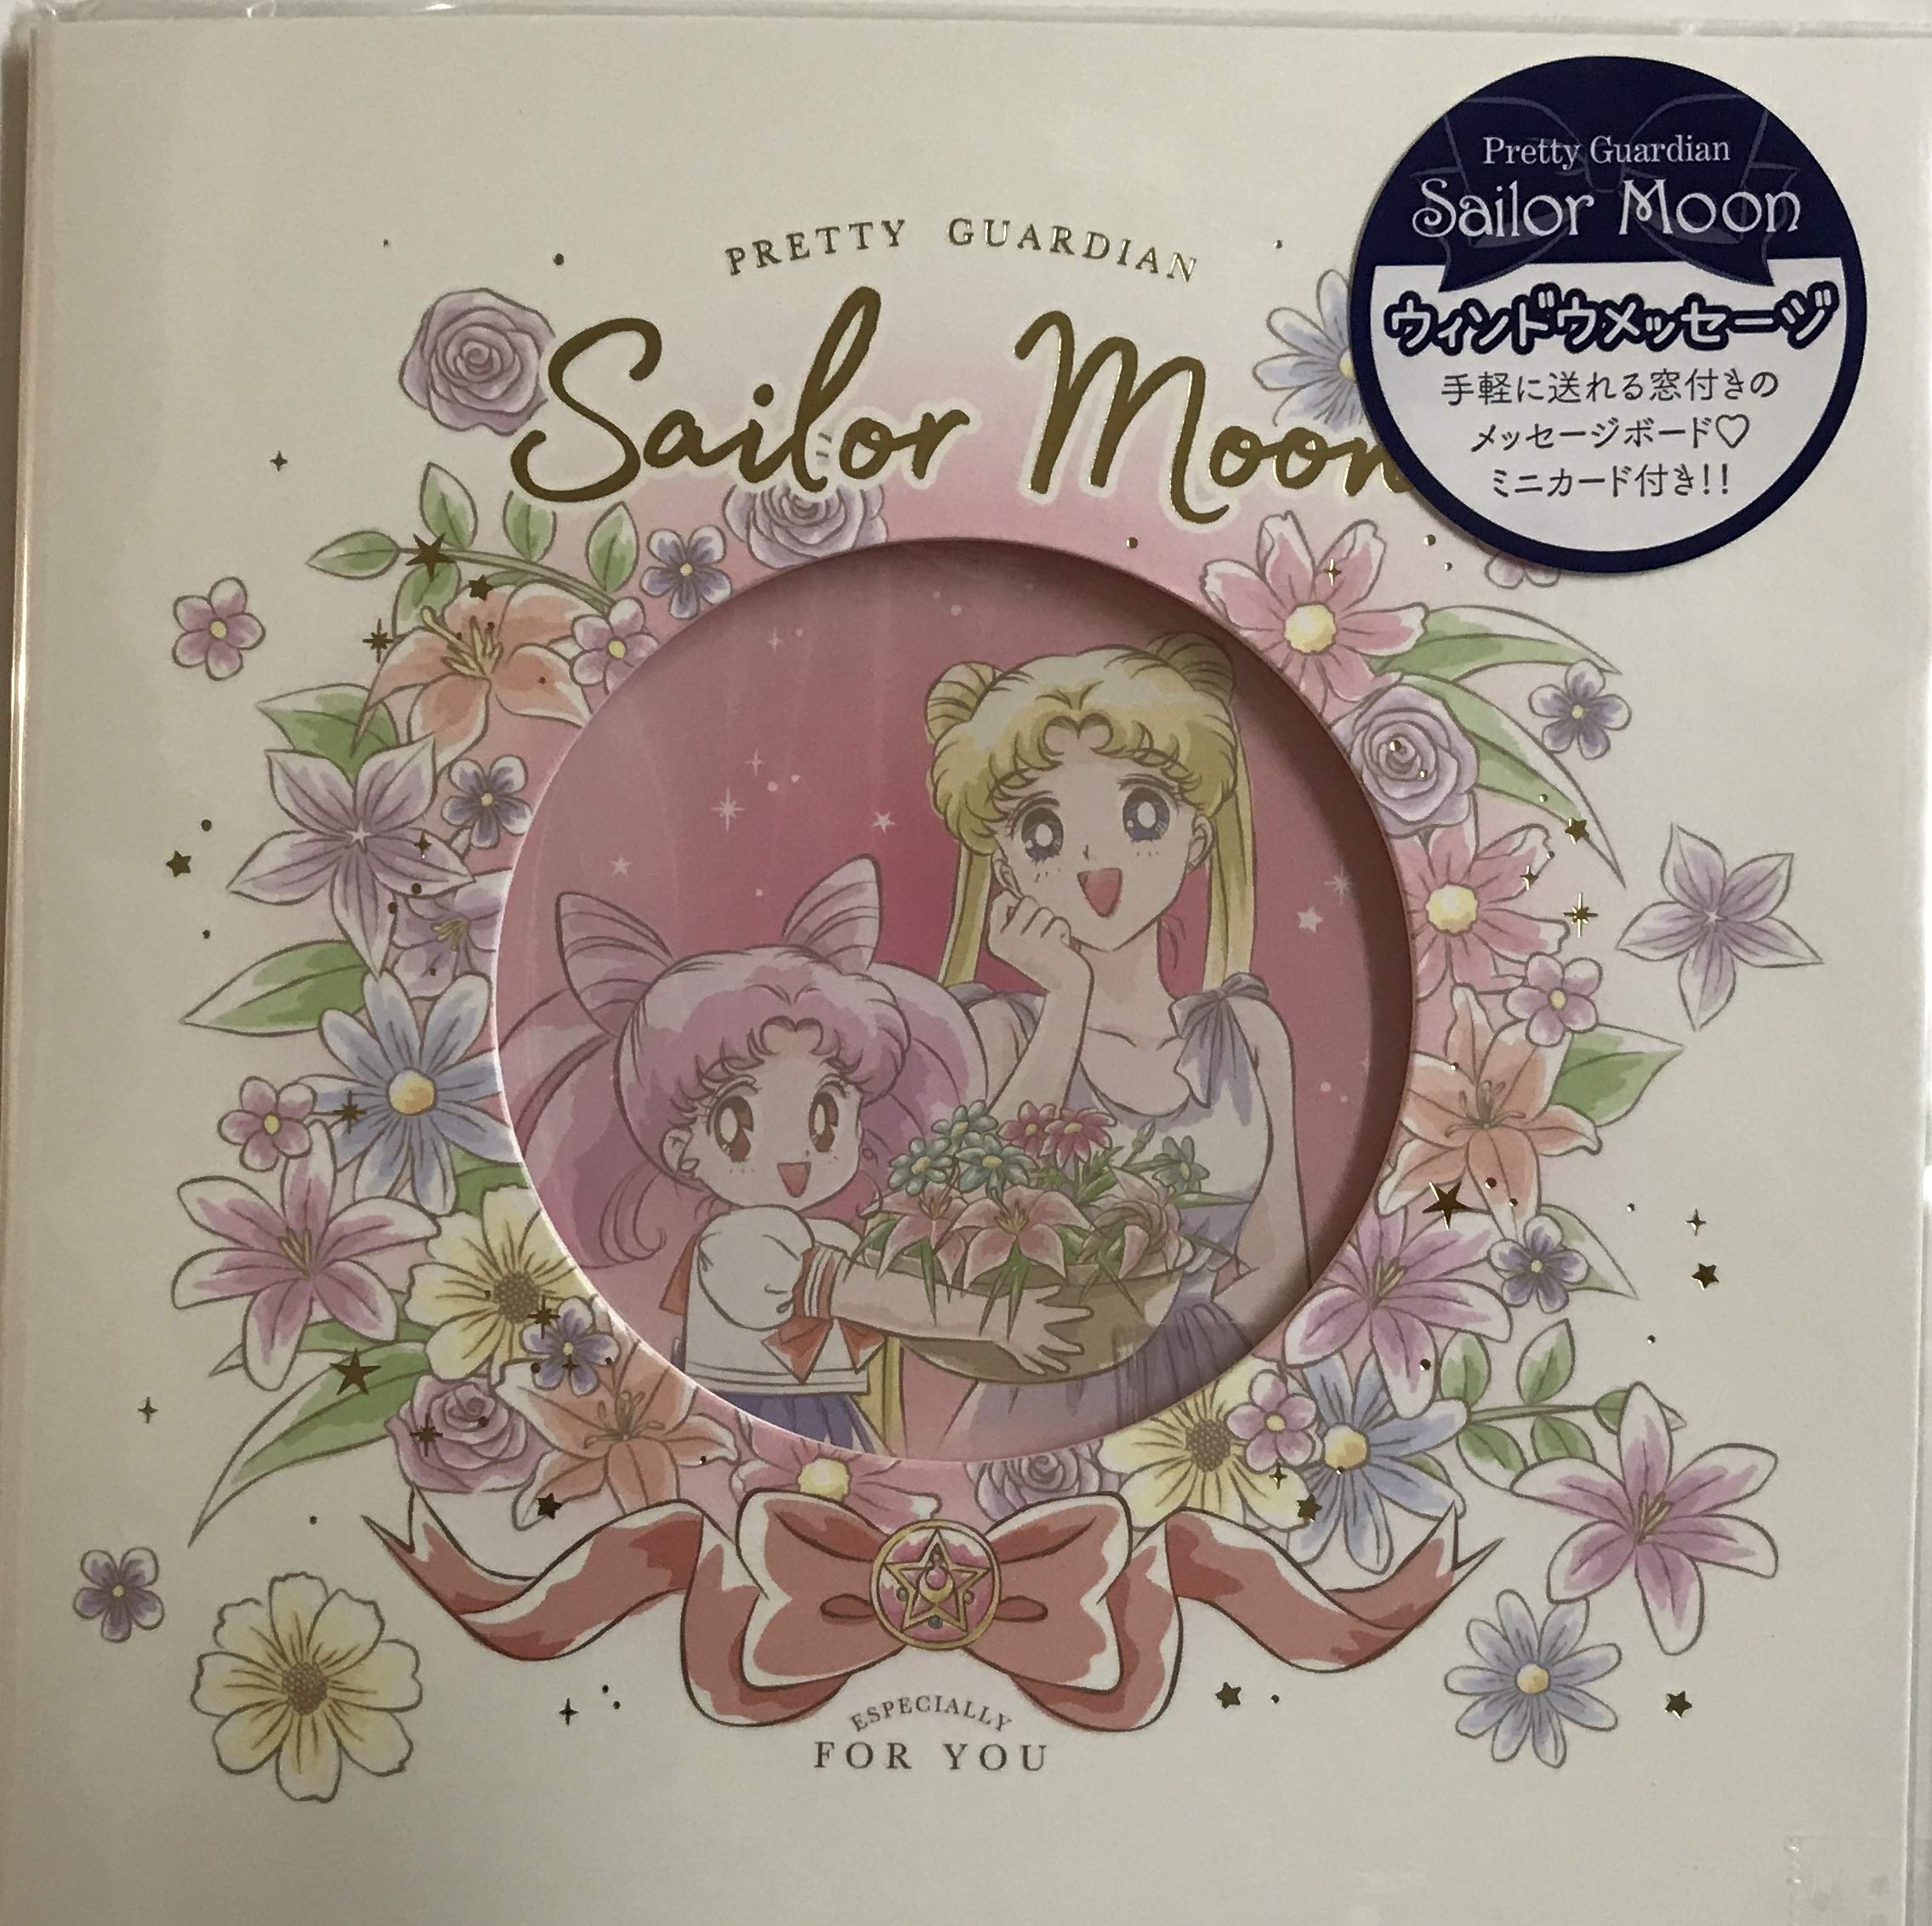 PRETTY GUARDIAN
Sailor Moon
Pretty Guardian
Sailor Moon
ウィンドウメッセージ
手軽に送れる窓付きの
メッセージボード♡
ミニカード付き!!
ESPECIALLY
FOR YOU